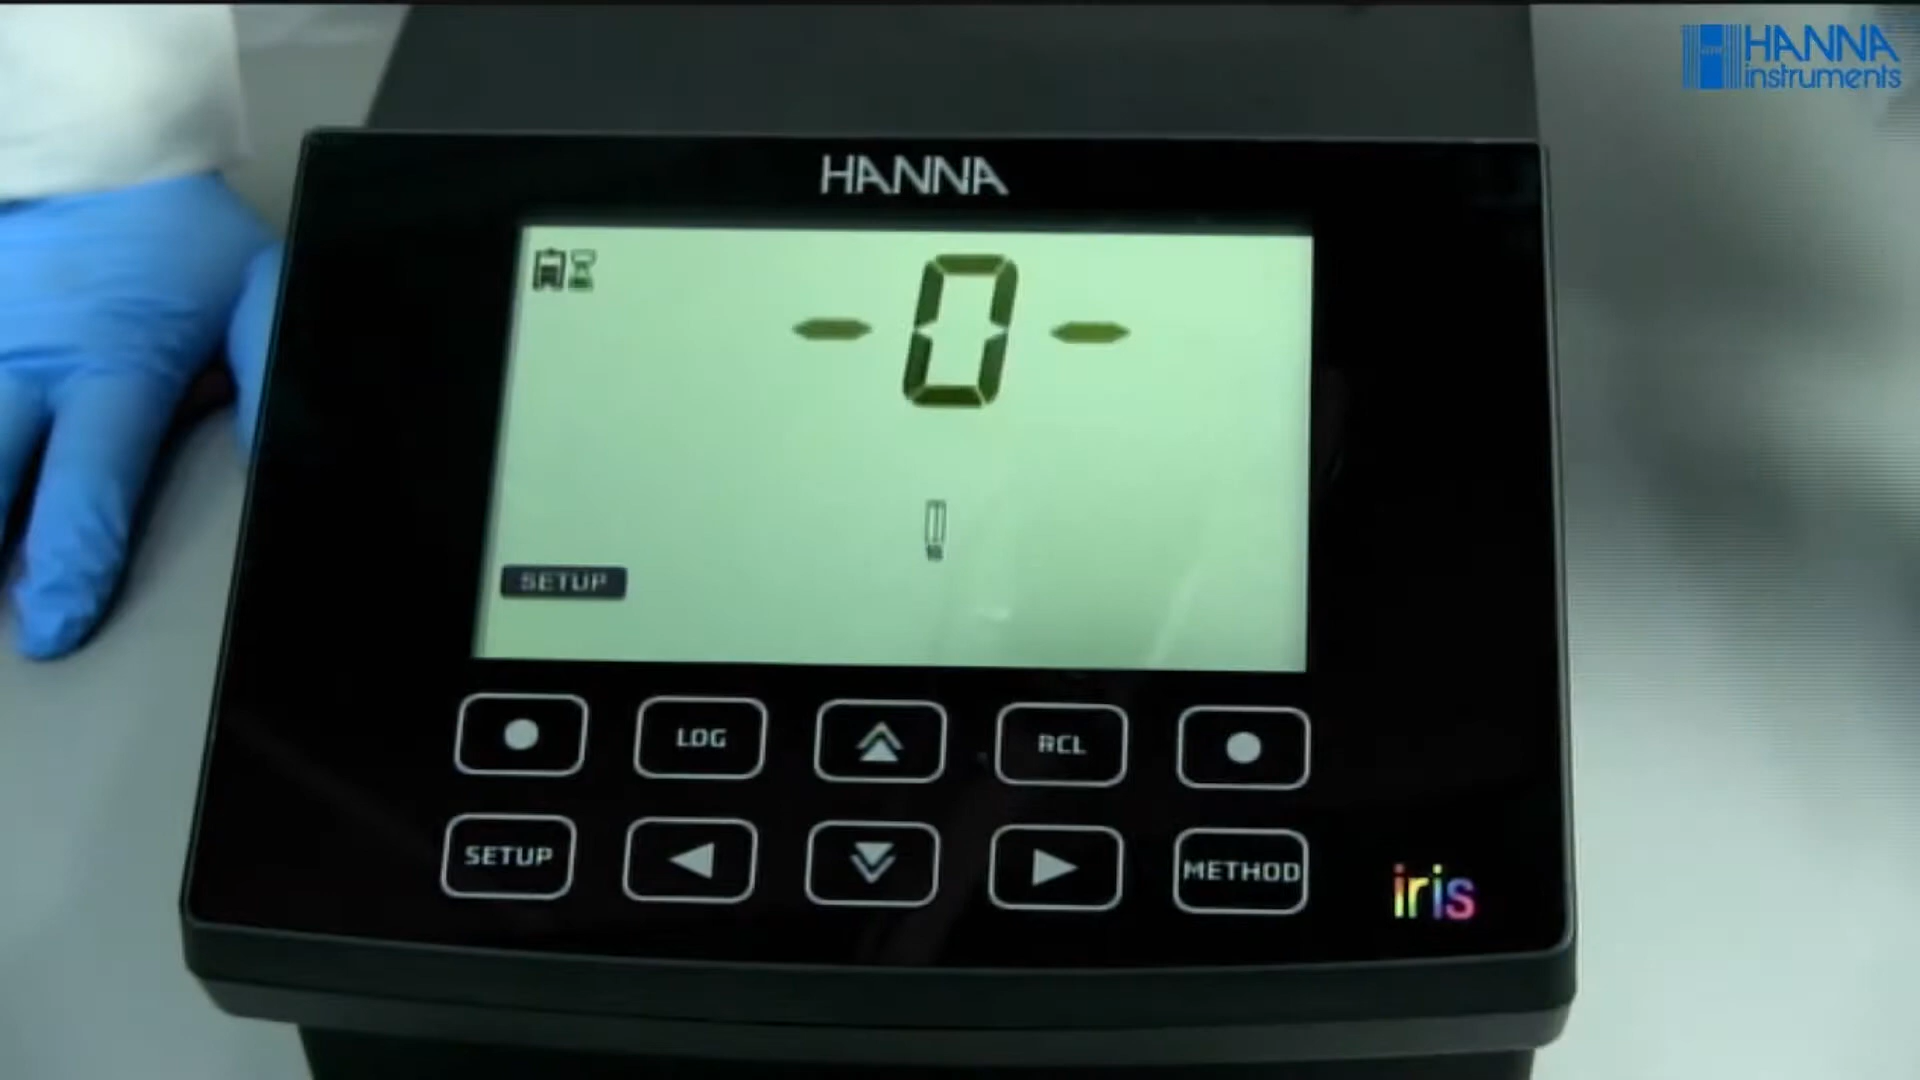 HANNA
instruments
HANNA
-0-
SETUP
LOG
RCL
SETUP
METHOD
iris